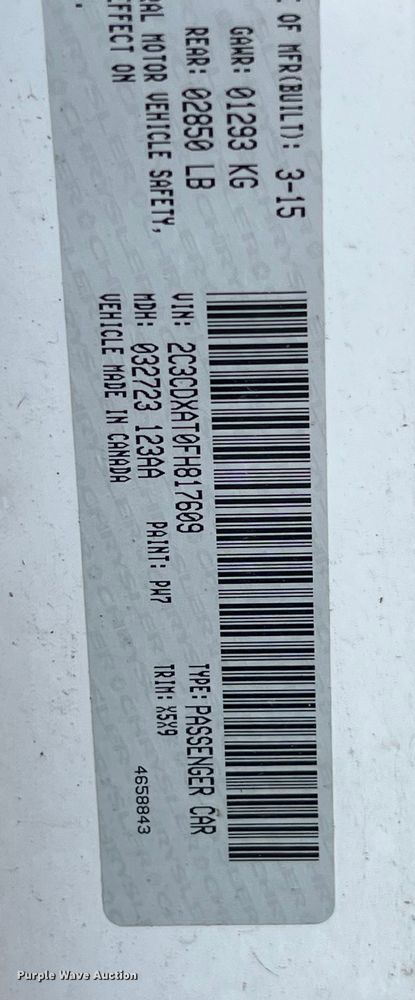 E OF MFR(BUILT): 3-15
GAWR: 01293 KG
REAR: 02850 LB
MOTOR VEHICLE SAFETY,
EFFECT ON
VIN: 2C3CDXAT0FH817609
TYPE: PASSENGER CAR
MDH: 032723 123AA
PAINT: PW7
TRIM: X5X9
VEHICLE MADE IN CANADA
4658843
Purple Wave Auction